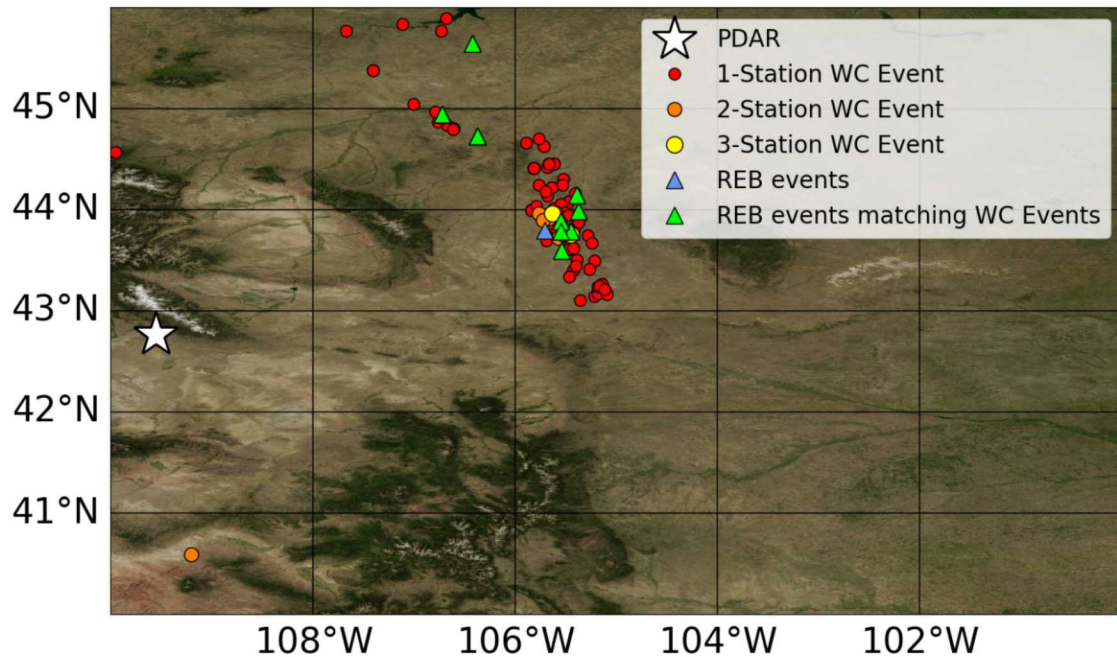 PDAR
1-Station WC Event
2-Station WC Event
3-Station WC Event
REB events
REB events matching WC Events
45°N
44°N
43°N
42°N
41°N
108°W 106°W 104°W 102°W